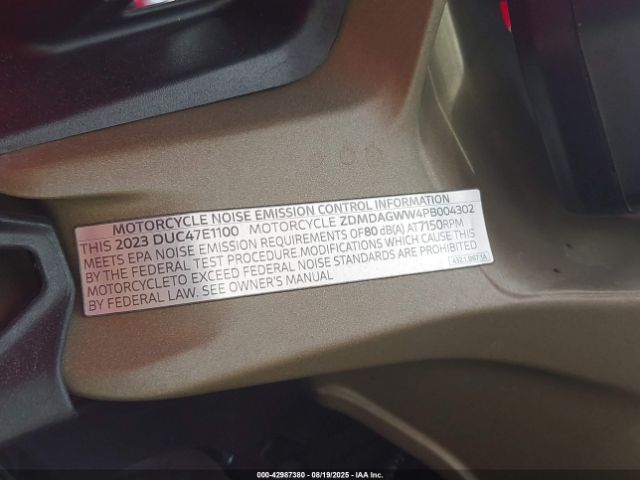 MOTORCYCLE NOISE EMISSION CONTROL INFORMATION
THIS 2023 DUC47E1100 MOTORCYCLE ZDMDAGWW4PB004302
MEETS EPA NOISE EMISSION REQUIREMENTS OF 80 dB(A) AT 7150RPM
BY THE FEDERAL TEST PROCEDURE.MODIFICATIONS WHICH CAUSE THIS
MOTORCYCLETO EXCEED FEDERAL NOISE STANDARDS ARE PROHIBITED
BY FEDERAL LAW. SEE OWNER'S MANUAL
000-42987380 - 08/19/2025 - IAA Inc.